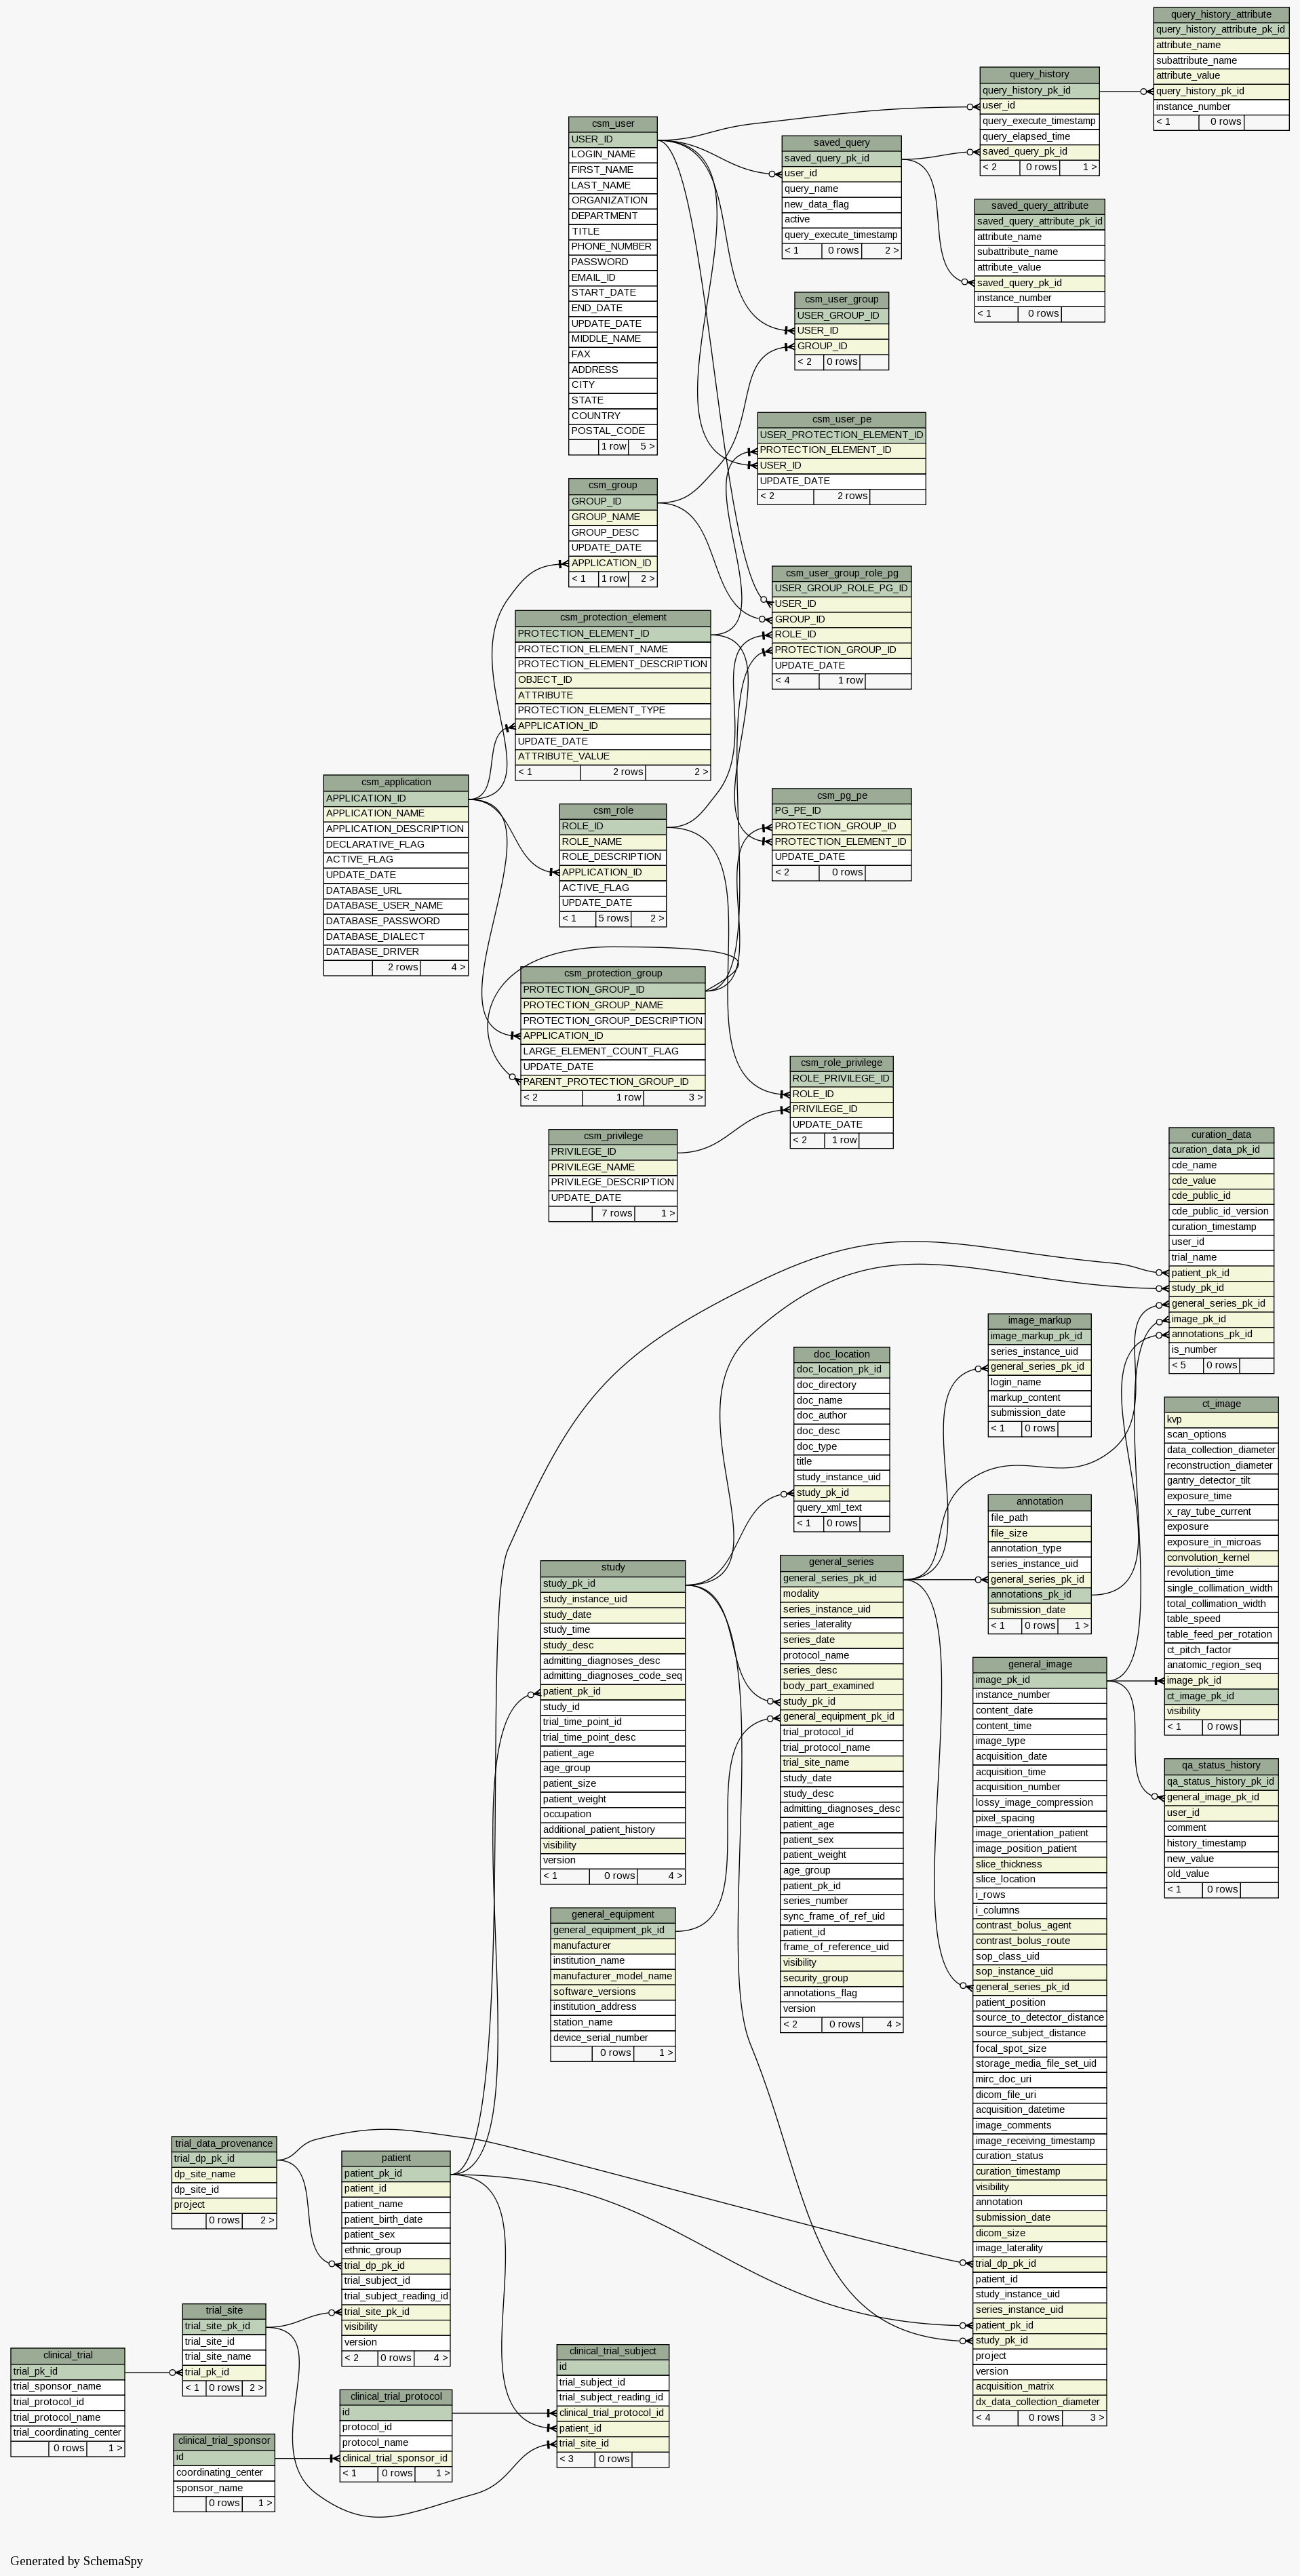 query_history_attribute
query_history_attribute_pk_id
attribute_name
subattribute_name
attribute_value
query_history_pk_id
instance_number
< 1 0 rows
query_history
query_history_pk_id
user_id
query_execute_timestamp
query_elapsed_time
saved_query_pk_id
< 2 0 rows 1 >
csm_user
USER_ID
LOGIN_NAME
FIRST_NAME
LAST_NAME
ORGANIZATION
DEPARTMENT
TITLE
PHONE_NUMBER
PASSWORD
EMAIL_ID
START_DATE
END_DATE
UPDATE_DATE
MIDDLE_NAME
FAX
ADDRESS
CITY
STATE
COUNTRY
POSTAL_CODE
1 row 5 >
saved_query
saved_query_pk_id
user_id
query_name
new_data_flag
active
query_execute_timestamp
< 1 0 rows 2 >
saved_query_attribute
saved_query_attribute_pk_id
attribute_name
subattribute_name
attribute_value
saved_query_pk_id
instance_number
< 1 0 rows
csm_user_group
USER_GROUP_ID
USER_ID
GROUP_ID
< 2 0 rows
csm_user_pe
USER_PROTECTION_ELEMENT_ID
PROTECTION_ELEMENT_ID
USER_ID
UPDATE_DATE
< 2 2 rows
csm_group
GROUP_ID
GROUP_NAME
GROUP_DESC
UPDATE_DATE
APPLICATION_ID
< 1 1 row 2 >
csm_user_group_role_pg
USER_GROUP_ROLE_PG_ID
USER_ID
GROUP_ID
ROLE_ID
PROTECTION_GROUP_ID
UPDATE_DATE
< 4 1 row
csm_protection_element
PROTECTION_ELEMENT_ID
PROTECTION_ELEMENT_NAME
PROTECTION_ELEMENT_DESCRIPTION
OBJECT_ID
ATTRIBUTE
PROTECTION_ELEMENT_TYPE
APPLICATION_ID
UPDATE_DATE
ATTRIBUTE_VALUE
< 1 2 rows 2 >
csm_application
APPLICATION_ID
APPLICATION_NAME
APPLICATION_DESCRIPTION
DECLARATIVE_FLAG
ACTIVE_FLAG
UPDATE_DATE
DATABASE_URL
DATABASE_USER_NAME
DATABASE_PASSWORD
DATABASE_DIALECT
DATABASE_DRIVER
2 rows 4 >
csm_role
ROLE_ID
ROLE_NAME
ROLE_DESCRIPTION
APPLICATION_ID
ACTIVE_FLAG
UPDATE_DATE
< 1 5 rows 2 >
csm_pg_pe
PG_PE_ID
PROTECTION_GROUP_ID
PROTECTION_ELEMENT_ID
UPDATE_DATE
< 2 0 rows
csm_protection_group
PROTECTION_GROUP_ID
PROTECTION_GROUP_NAME
PROTECTION_GROUP_DESCRIPTION
APPLICATION_ID
LARGE_ELEMENT_COUNT_FLAG
UPDATE_DATE
PARENT_PROTECTION_GROUP_ID
< 2 1 row 3 >
csm_role_privilege
ROLE_PRIVILEGE_ID
ROLE_ID
PRIVILEGE_ID
UPDATE_DATE
< 2 1 row
csm_privilege
PRIVILEGE_ID
PRIVILEGE_NAME
PRIVILEGE_DESCRIPTION
UPDATE_DATE
7 rows 1 >
curation_data
curation_data_pk_id
cde_name
cde_value
cde_public_id
cde_public_id_version
curation_timestamp
user_id
trial_name
patient_pk_id
study_pk_id
general_series_pk_id
image_pk_id
annotations_pk_id
is_number
< 5 0 rows
image_markup
image_markup_pk_id
series_instance_uid
general_series_pk_id
login_name
markup_content
submission_date
< 1 0 rows
doc_location
doc_location_pk_id
doc_directory
doc_name
doc_author
doc_desc
doc_type
title
study_instance_uid
study_pk_id
query_xml_text
< 1 0 rows
ct_image
kvp
scan_options
data_collection_diameter
reconstruction_diameter
gantry_detector_tilt
exposure_time
x_ray_tube_current
exposure
exposure_in_microas
convolution_kernel
revolution_time
single_collimation_width
total_collimation_width
table_speed
table_feed_per_rotation
ct_pitch_factor
anatomic_region_seq
image_pk_id
ct_image_pk_id
visibility
< 1 0 rows
annotation
file_path
file_size
annotation_type
series_instance_uid
general_series_pk_id
annotations_pk_id
submission_date
< 1 0 rows 1 >
study
study_pk_id
study_instance_uid
study_date
study_time
study_desc
admitting_diagnoses_desc
admitting_diagnoses_code_seq
patient_pk_id
study_id
trial_time_point_id
trial_time_point_desc
patient_age
age_group
patient_size
patient_weight
occupation
additional_patient_history
visibility
version
< 1 0 rows 4 >
general_series
general_series_pk_id
modality
series_instance_uid
series_laterality
series_date
protocol_name
series_desc
body_part_examined
study_pk_id
general_equipment_pk_id
trial_protocol_id
trial_protocol_name
trial_site_name
study_date
study_desc
admitting_diagnoses_desc
patient_age
patient_sex
patient_weight
age_group
patient_pk_id
series_number
sync_frame_of_ref_uid
patient_id
frame_of_reference_uid
visibility
security_group
annotations_flag
version
< 2 0 rows 4 >
general_image
image_pk_id
instance_number
content_date
content_time
image_type
acquisition_date
acquisition_time
acquisition_number
lossy_image_compression
pixel_spacing
image_orientation_patient
image_position_patient
slice_thickness
slice_location
i_rows
i_columns
contrast_bolus_agent
contrast_bolus_route
sop_class_uid
sop_instance_uid
general_series_pk_id
patient_position
source_to_detector_distance
source_subject_distance
focal_spot_size
storage_media_file_set_uid
mirc_doc_uri
dicom_file_uri
acquisition_datetime
image_comments
image_receiving_timestamp
curation_status
curation_timestamp
visibility
annotation
submission_date
dicom_size
image_laterality
trial_dp_pk_id
patient_id
study_instance_uid
series_instance_uid
patient_pk_id
study_pk_id
project
version
acquisition_matrix
dx_data_collection_diameter
< 4 0 rows 3 >
qa_status_history
qa_status_history_pk_id
general_image_pk_id
user_id
comment
history_timestamp
new_value
old_value
< 1 0 rows
general_equipment
general_equipment_pk_id
manufacturer
institution_name
manufacturer_model_name
software_versions
institution_address
station_name
device_serial_number
0 rows 1 >
trial_data_provenance
trial_dp_pk_id
dp_site_name
dp_site_id
project
0 rows 2 >
patient
patient_pk_id
patient_id
patient_name
patient_birth_date
patient_sex
ethnic_group
trial_dp_pk_id
trial_subject_id
trial_subject_reading_id
trial_site_pk_id
visibility
version
< 2 0 rows 4 >
trial_site
trial_site_pk_id
trial_site_id
trial_site_name
trial_pk_id
< 1 0 rows 2 >
clinical_trial
trial_pk_id
trial_sponsor_name
trial_protocol_id
trial_protocol_name
trial_coordinating_center
0 rows 1 >
clinical_trial_subject
id
trial_subject_id
trial_subject_reading_id
clinical_trial_protocol_id
patient_id
trial_site_id
< 3 0 rows
clinical_trial_protocol
id
protocol_id
protocol_name
clinical_trial_sponsor_id
< 1 0 rows 1 >
clinical_trial_sponsor
id
coordinating_center
sponsor_name
0 rows 1 >
Generated by SchemaSpy